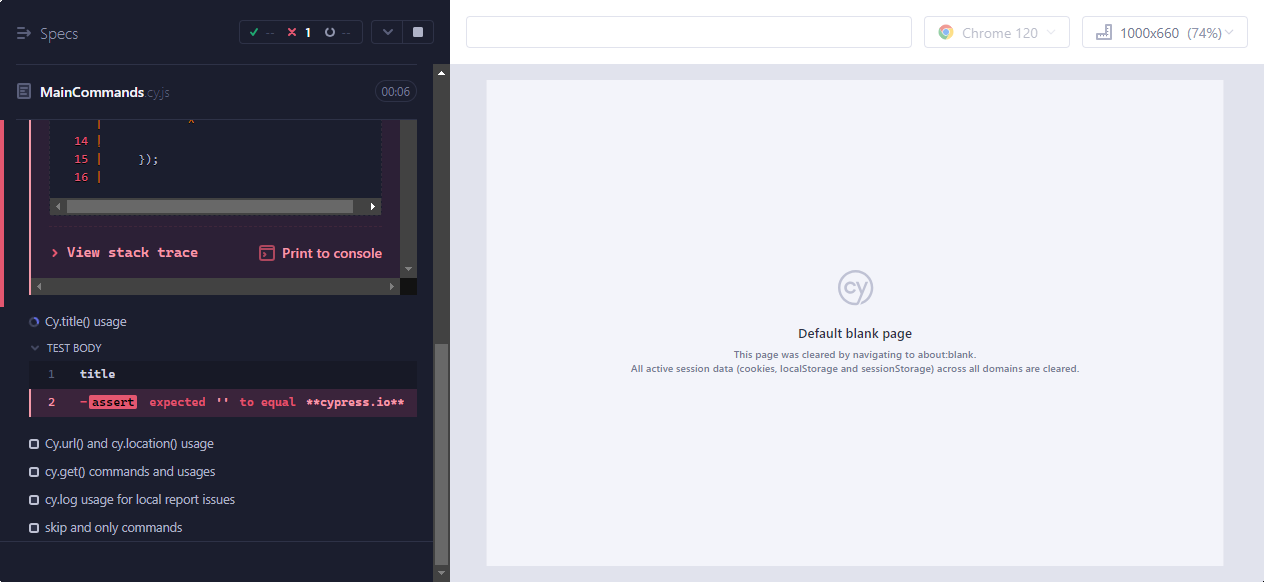 Specs
-- 1 --
MainCommands.cy.js
00:06
^
14 |
15 | });
16 |
> View stack trace
Print to console
Cy.title() usage
TEST BODY
1 title
2 -assert expected '' to equal **cypress.io**
Cy.url() and cy.location() usage
cy.get() commands and usages
cy.log usage for local report issues
skip and only commands
Chrome 120
1000x660 (74%)
cy
Default blank page
This page was cleared by navigating to about:blank.
All active session data (cookies, localStorage and sessionStorage) across all domains are cleared.